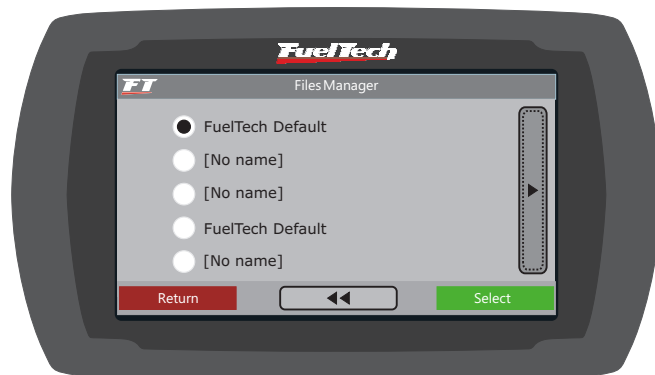 FuelTech
FT
Files Manager
FuelTech Default
[No name]
[No name]
FuelTech Default
[No name]
Return
Select